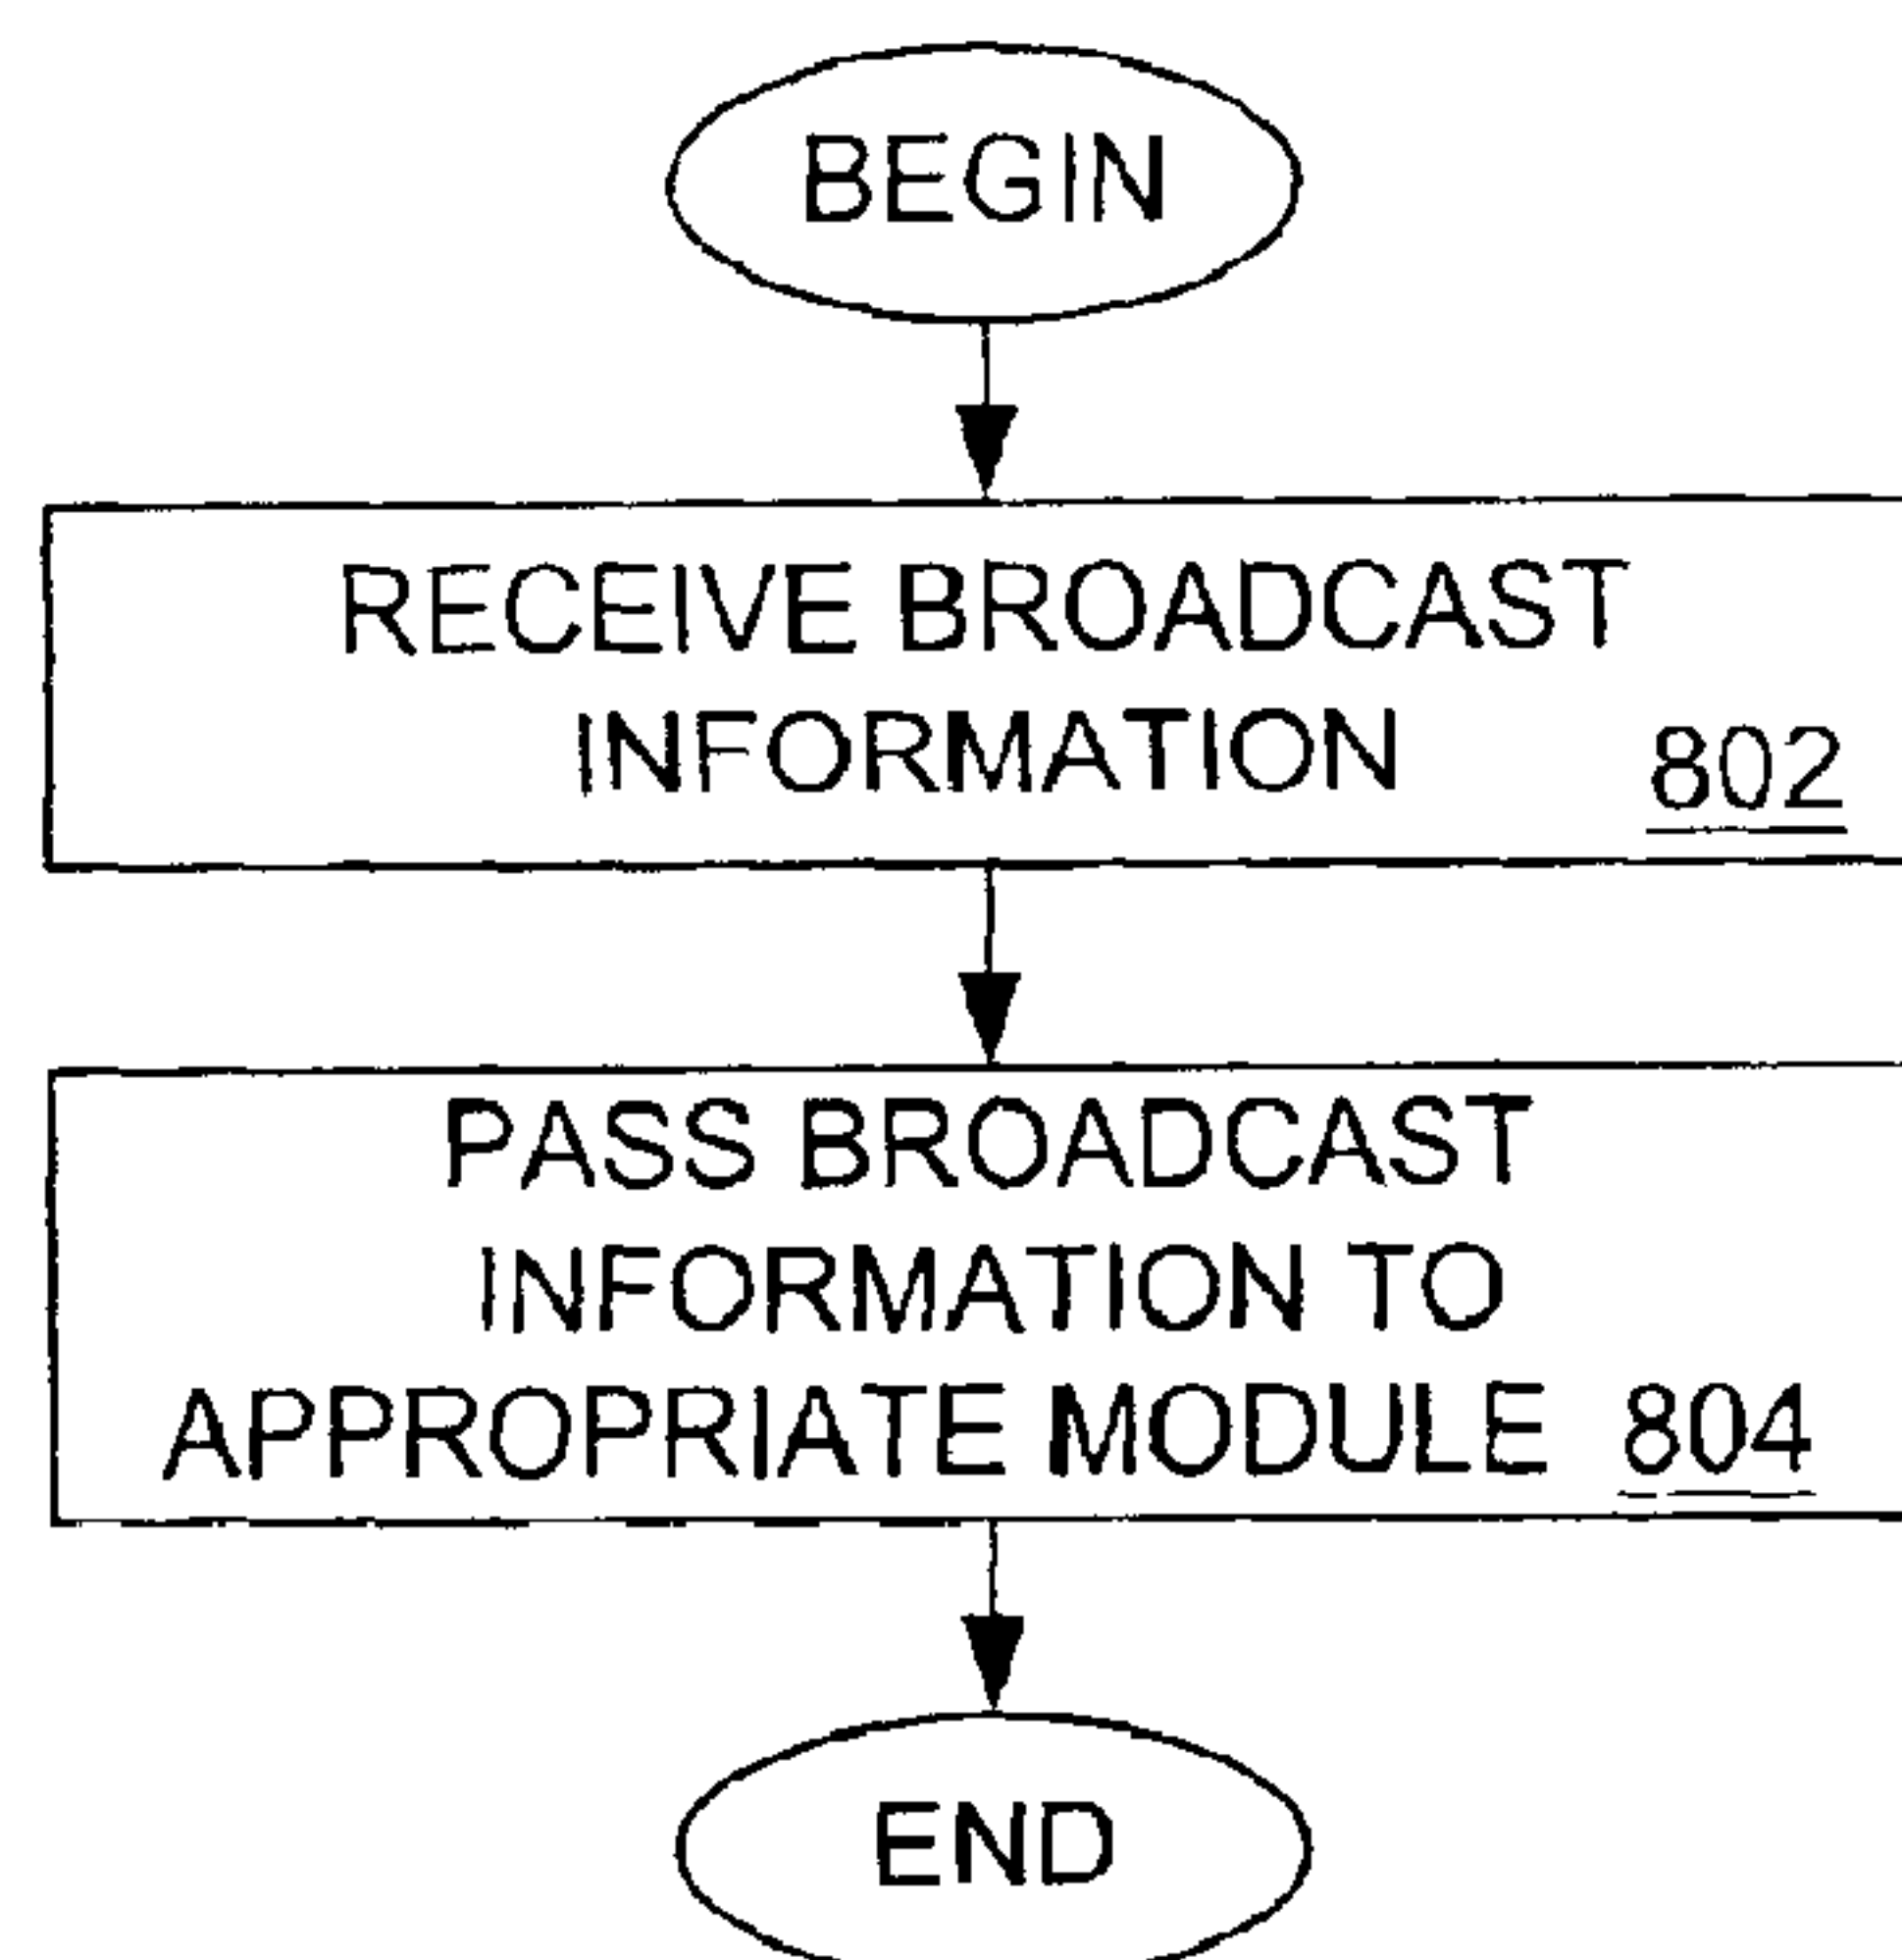 BEGIN
RECEIVE BROADCAST
INFORMATION 802
PASS BROADCAST
INFORMATION TO
APPROPRIATE MODULE 804
END